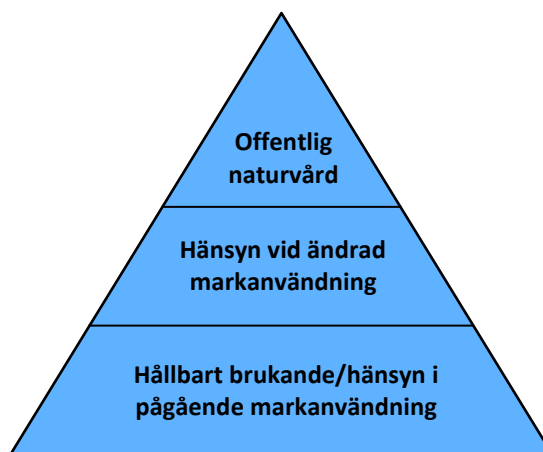 Offentlig
naturvård
Hänsyn vid ändrad
markanvändning
Hållbart brukande/hänsyn i
pågående markanvändning